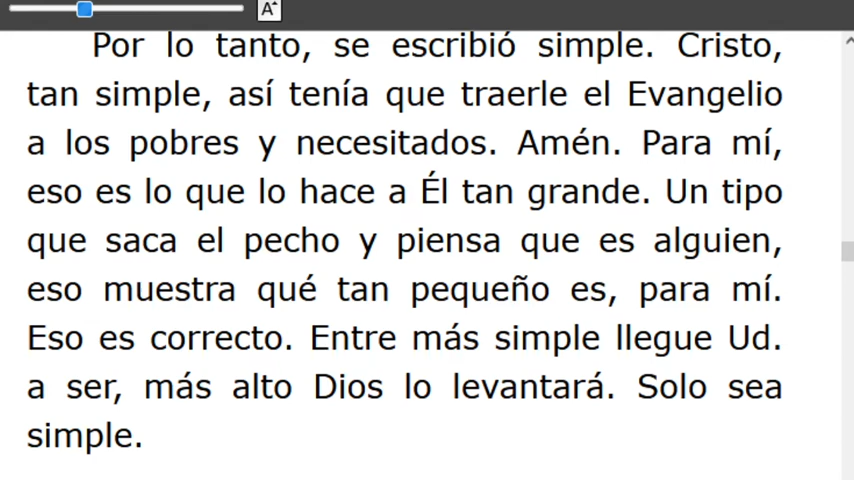 A
Por lo tanto, se escribió simple. Cristo,
tan simple, así tenía que traerle el Evangelio
a los pobres y necesitados. Amén. Para mí,
eso es lo que lo hace a Él tan grande. Un tipo
que saca el pecho y piensa que es alguien,
eso muestra qué tan pequeño es, para mí.
Eso es correcto. Entre más simple llegue Ud.
a ser, más alto Dios lo levantará. Solo sea
simple.